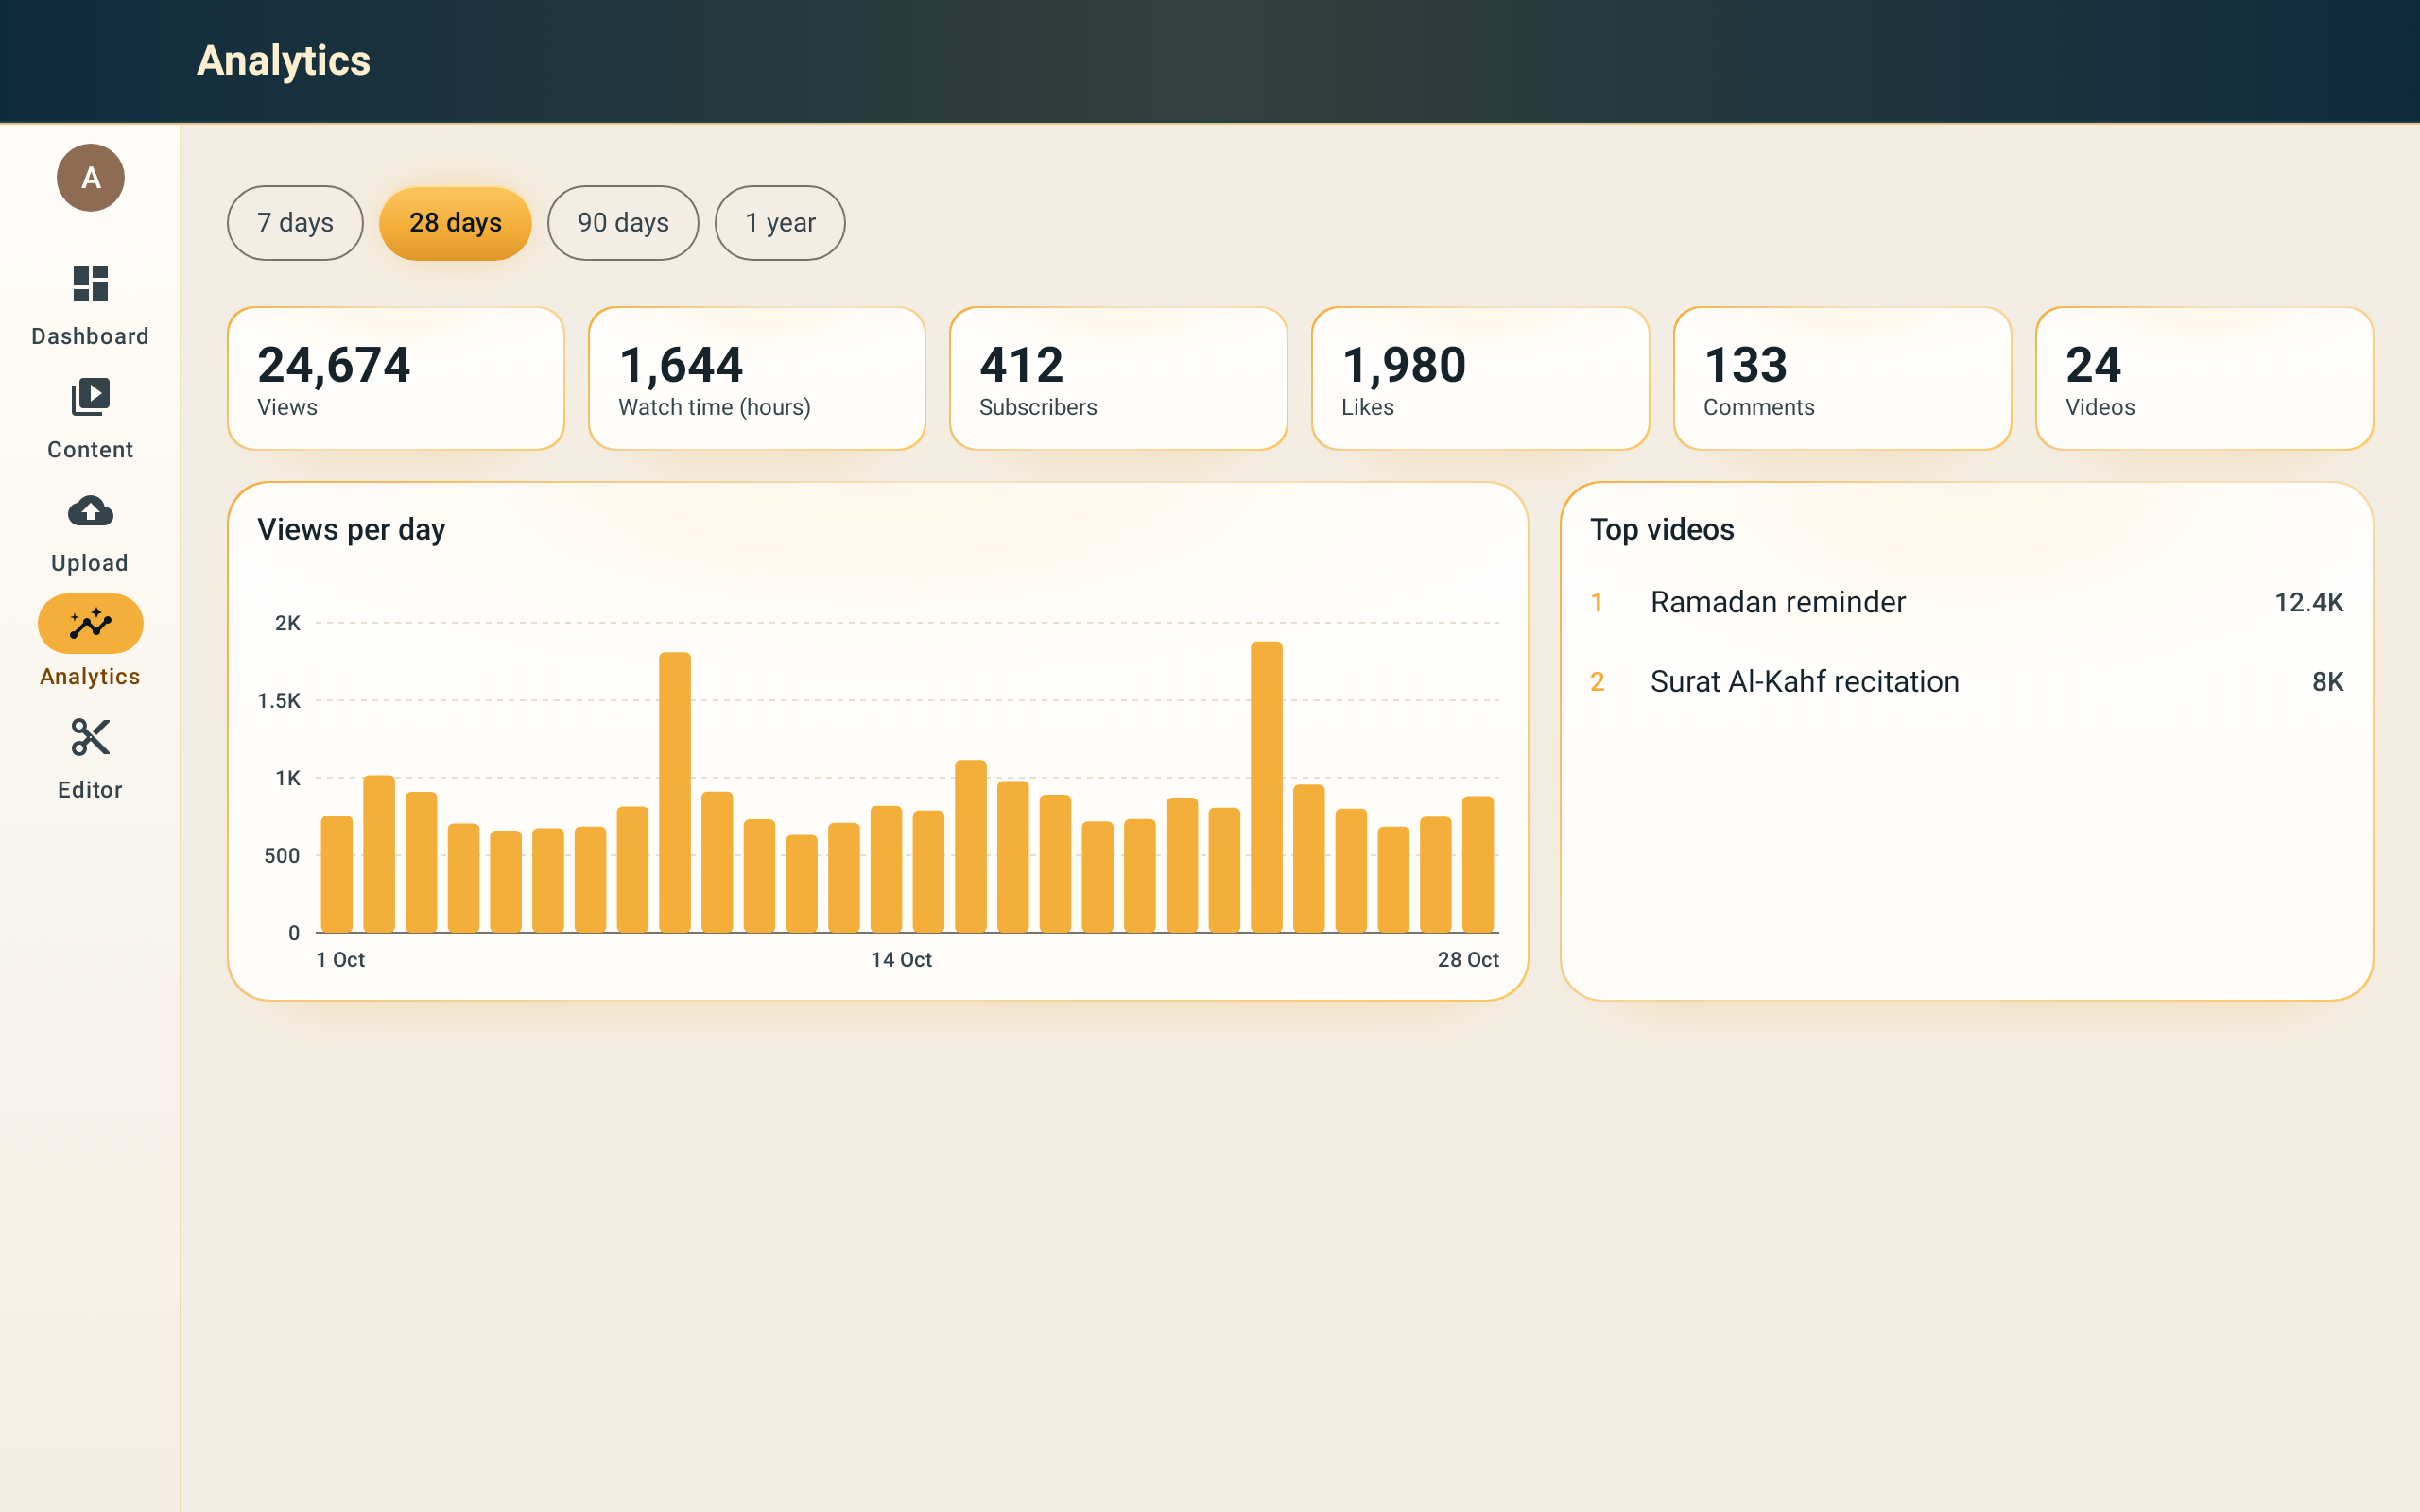 Analytics
A
Dashboard
Content
Upload
Analytics
Editor
7 days
28 days
90 days
1 year
24,674
Views
1,644
Watch time (hours)
412
Subscribers
1,980
Likes
133
Comments
24
Videos
Views per day
2K
1.5K
1K
500
0
1 Oct
14 Oct
28 Oct
Top videos
1 Ramadan reminder 12.4K
2 Surat Al-Kahf recitation 8K